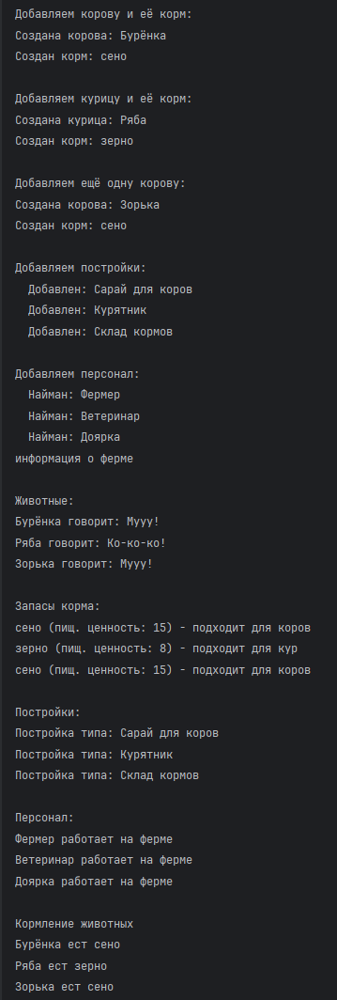 Добавляем корову и её корм:
Создана корова: Бурёнка
Создан корм: сено
Добавляем курицу и её корм:
Создана курица: Ряба
Создан корм: зерно
Добавляем ещё одну корову:
Создана корова: Зорька
Создан корм: сено
Добавляем постройки:
Добавлен: Сарай для коров
Добавлен: Курятник
Добавлен: Склад кормов
Добавляем персонал:
Найман: Фермер
Найман: Ветеринар
Найман: Доярка
информация о ферме
Животные:
Бурёнка говорит: Мууу!
Ряба говорит: Ко-ко-ко!
Зорька говорит: Мууу!
Запасы корма:
сено (пищ. ценность: 15) - подходит для коров
зерно (пищ. ценность: 8) - подходит для кур
сено (пищ. ценность: 15) - подходит для коров
Постройки:
Постройка типа: Сарай для коров
Постройка типа: Курятник
Постройка типа: Склад кормов
Персонал:
Фермер работает на ферме
Ветеринар работает на ферме
Доярка работает на ферме
Кормление животных
Бурёнка ест сено
Ряба ест зерно
Зорька ест сено